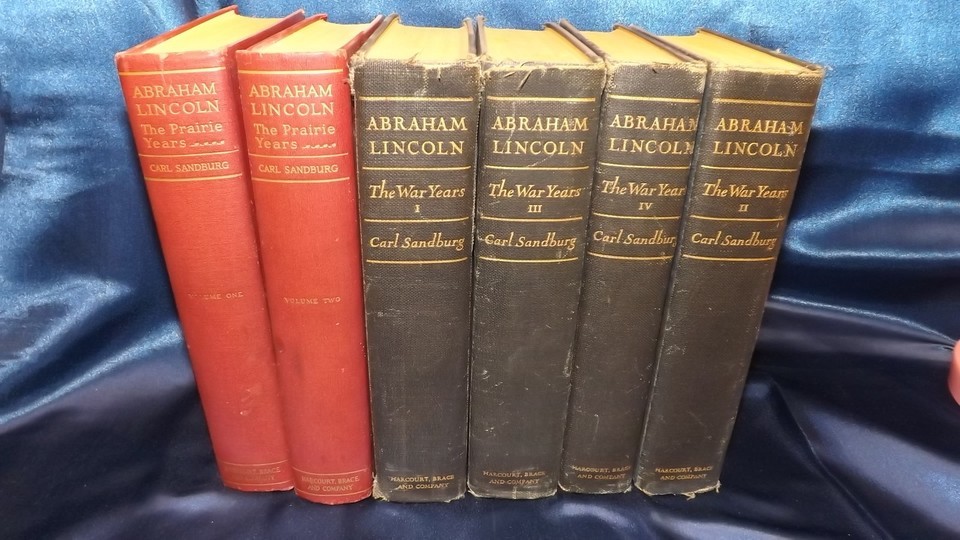 ABRAHAM
LINCOLN
The Prairie
Years
CARL SANDBURG
VOLUME ONE
HARCOURT, BRACE
ABRAHAM
LINCOLN
The Prairie
Years
CARL SANDBURG
VOLUME TWO
HARCOURT, BRACE
AND COMPANY
ABRAHAM
LINCOLN
The War Years
I
Carl Sandburg
HARCOURT, BRACE
AND COMPANY
ABRAHAM
LINCOLN
The War Years
III
Carl Sandburg
HARCOURT, BRACE
AND COMPANY
ABRAHAM
LINCOLN
The War Years
IV
Carl Sandburg
HARCOURT, BRACE
AND COMPANY
ABRAHAM
LINCOLN
The War Years
II
Carl Sandburg
HARCOURT, BRACE
AND COMPANY